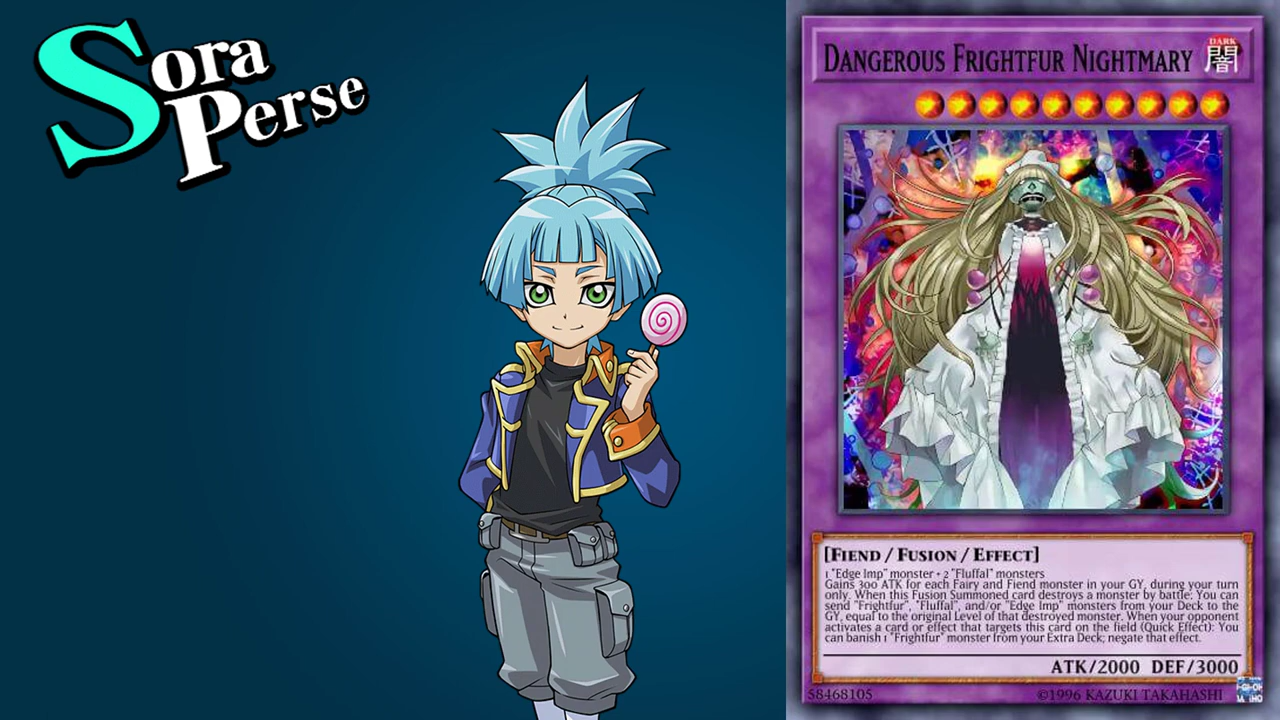 Sora
Perse
DANGEROUS FRIGHTFUR NIGHTMARY
DARK
闇
[FIEND / FUSION / EFFECT]
1 "Edge Imp" monster + 2 "Fluffal" monsters
Gains 300 ATK for each Fairy and Fiend monster in your GY, during your turn
only. When this Fusion Summoned card destroys a monster by battle: You can
send "Frightfur", "Fluffal", and/or "Edge Imp" monsters from your Deck to the
GY, equal to the original Level of that destroyed monster. When your opponent
activates a card or effect that targets this card on the field (Quick Effect): You
can banish 1 "Frightfur" monster from your Extra Deck; negate that effect.
ATK/2000 DEF/3000
58468105
©1996 KAZUKI TAKAHASHI